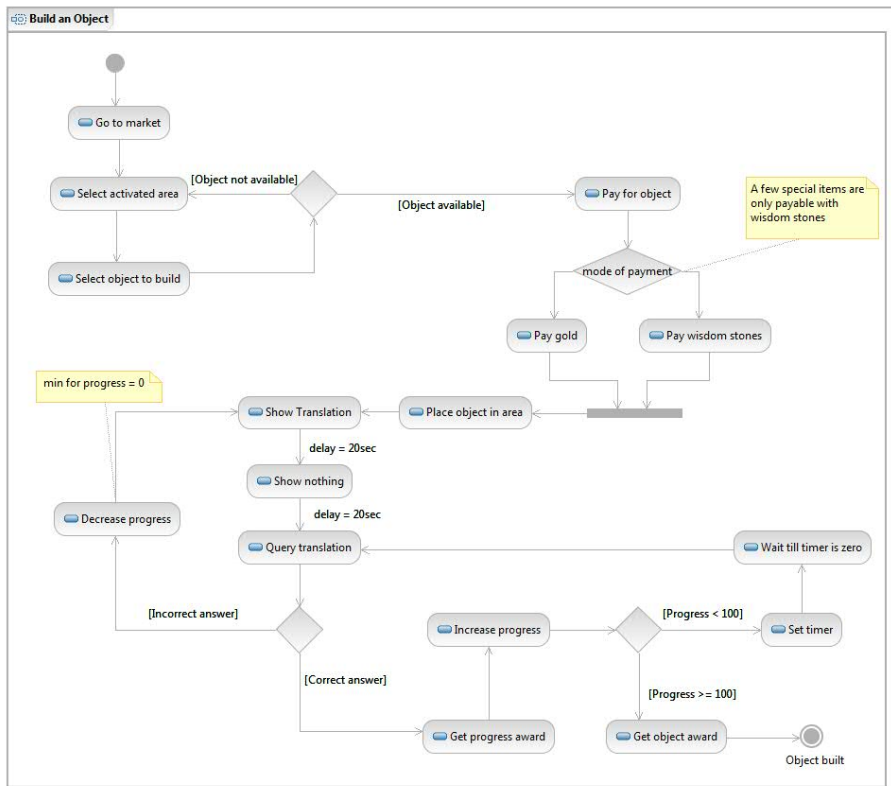 Build an Object
Go to market
Select activated area
[Object not available]
[Object available]
Pay for object
A few special items are
only payable with
wisdom stones
Select object to build
mode of payment
Pay gold
Pay wisdom stones
min for progress = 0
Show Translation
Place object in area
delay = 20sec
Show nothing
delay = 20sec
Decrease progress
Query translation
Wait till timer is zero
[Incorrect answer]
Increase progress
[Progress < 100]
Set timer
[Correct answer]
[Progress >= 100]
Get progress award
Get object award
Object built